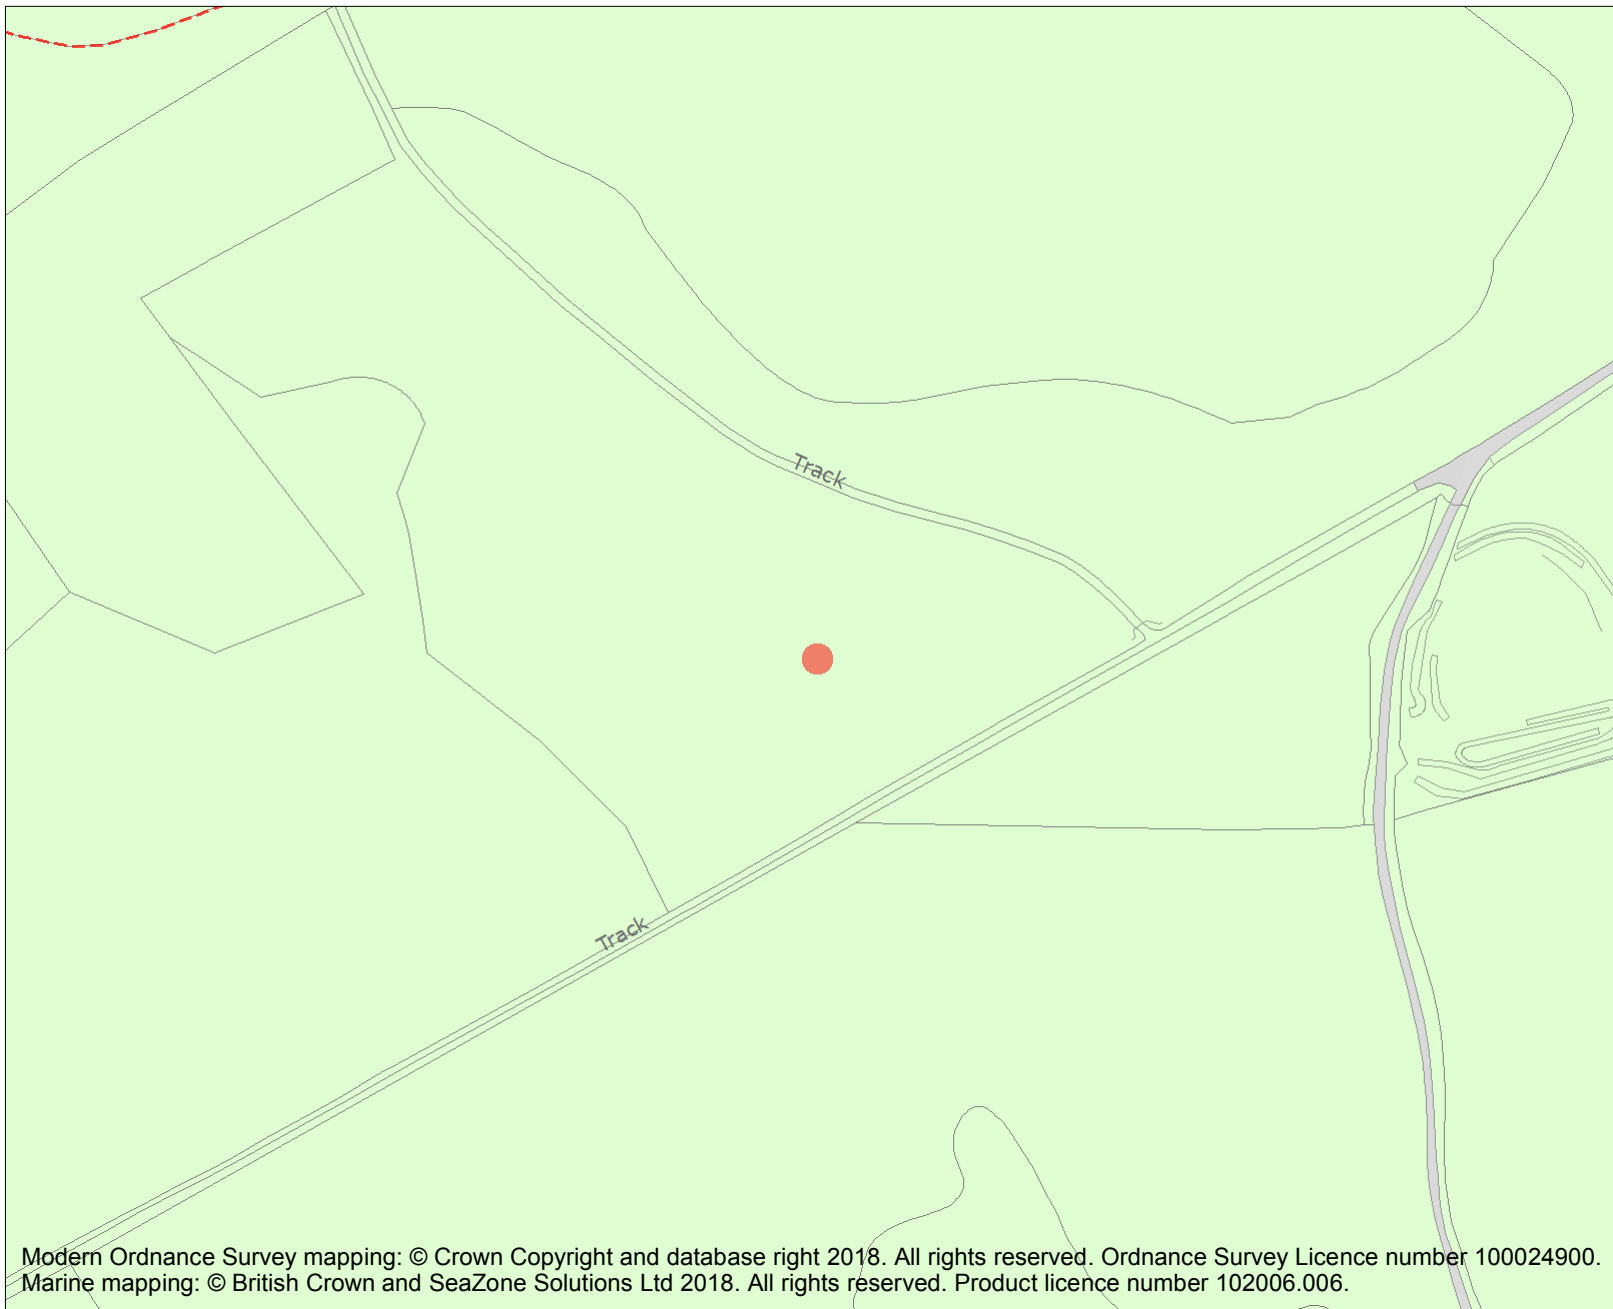 Track
Track
Modern Ordnance Survey mapping: © Crown Copyright and database right 2018. All rights reserved. Ordnance Survey Licence number 100024900.
Marine mapping: © British Crown and SeaZone Solutions Ltd 2018. All rights reserved. Product licence number 102006.006.